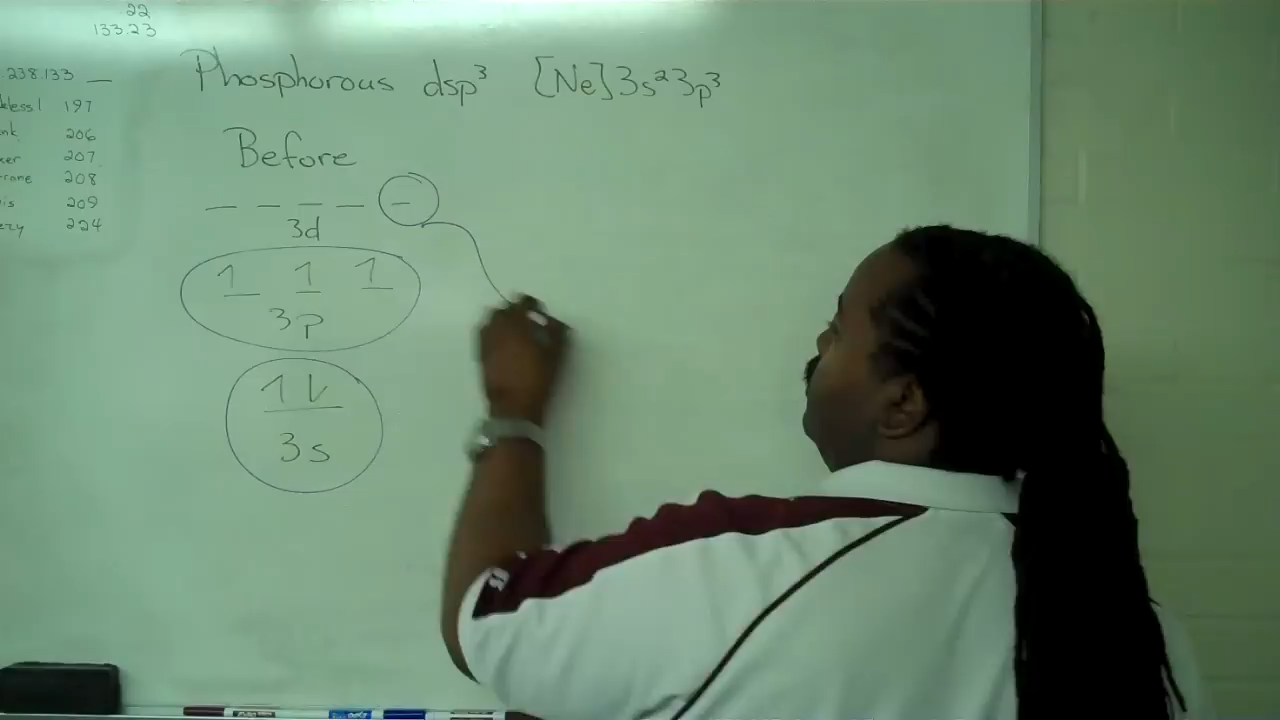 22
133.23
238.133
197
206
207
208
209
224
Phosphorous dsp³ [Ne]3s²3p³
Before
_ _ _ _ _
3d
1 1 1
3p
1 l
3s